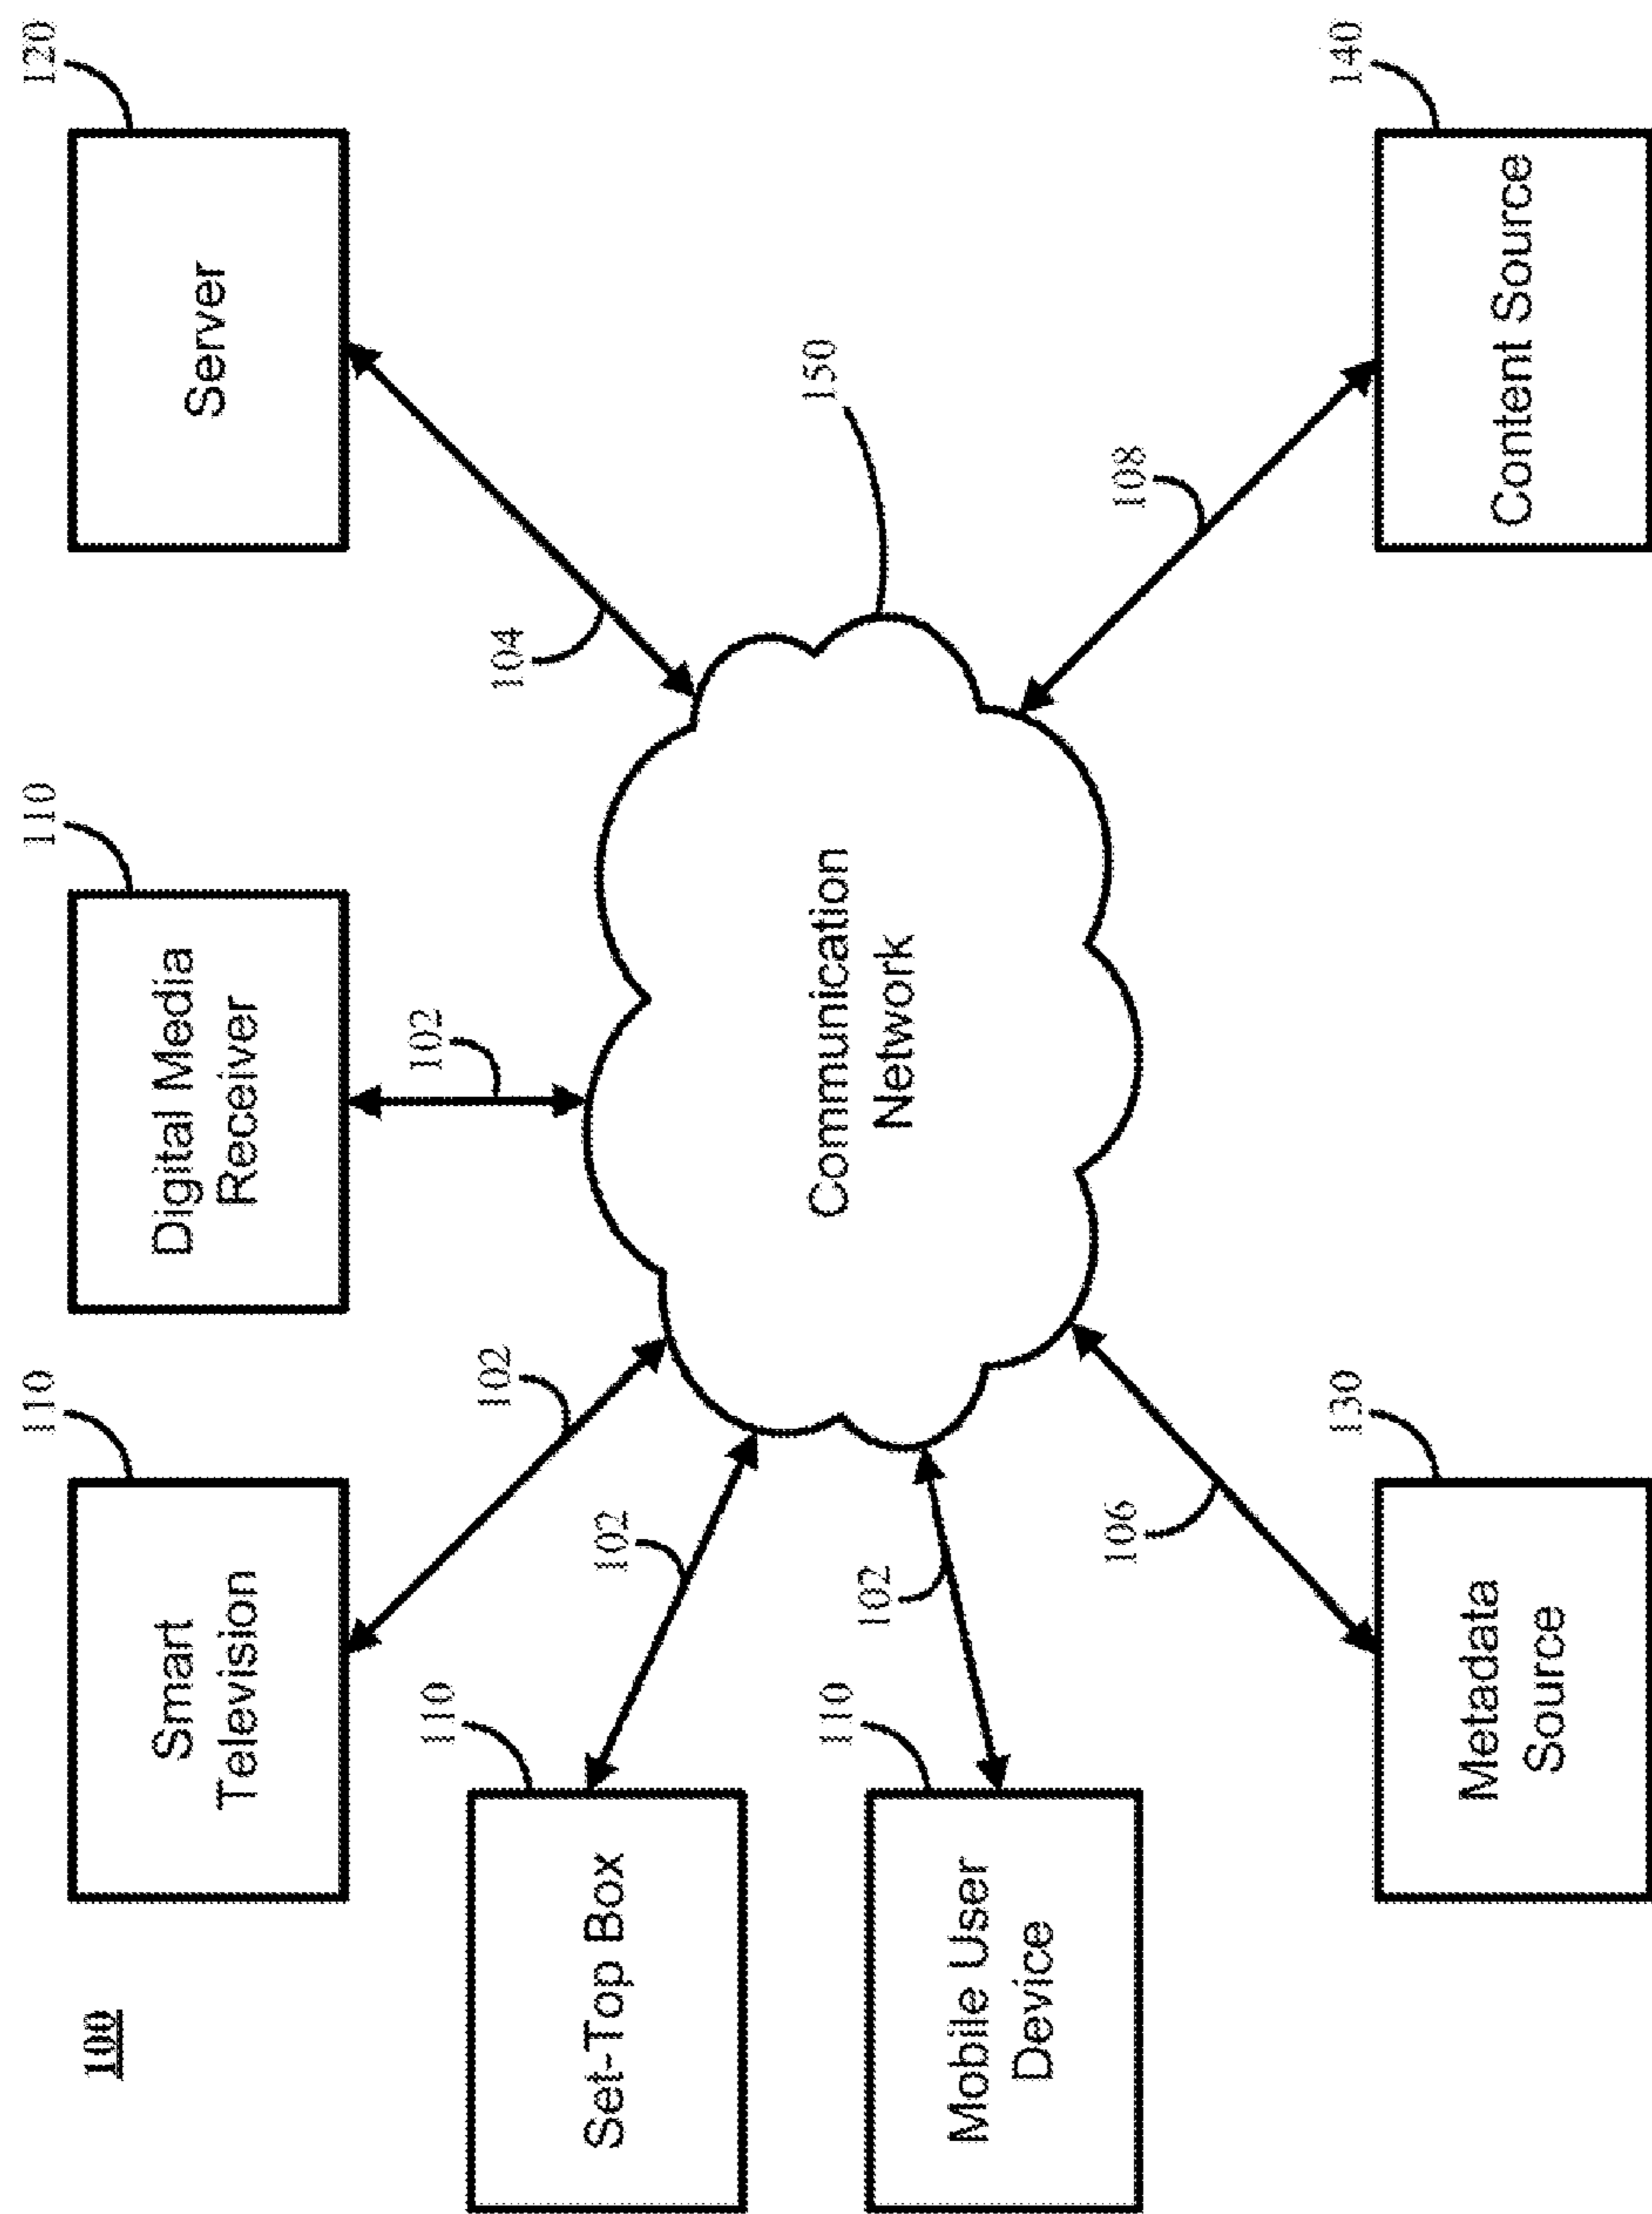 100
110
Smart
Television
110
Digital Media
Receiver
120
Server
102
102
104
110
Set-Top Box
102
Communication
Network
150
110
Mobile User
Device
102
106
108
130
Metadata
Source
140
Content Source